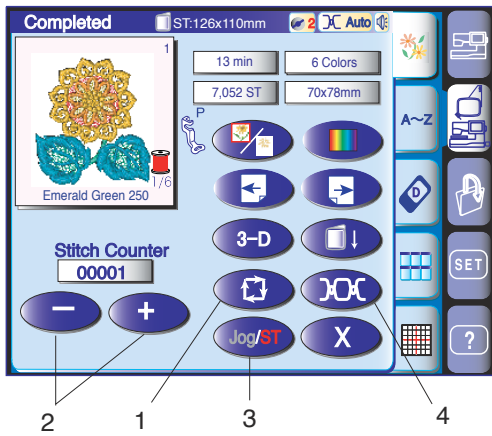 Completed
ST:126x110mm
2
Auto
1
13 min
6 Colors
7,052 ST
70x78mm
P
A~Z
D
1/6
Emerald Green 250
3-D
Stitch Counter
00001
SET
− +
Jog/ST
X
?
2
1
3
4